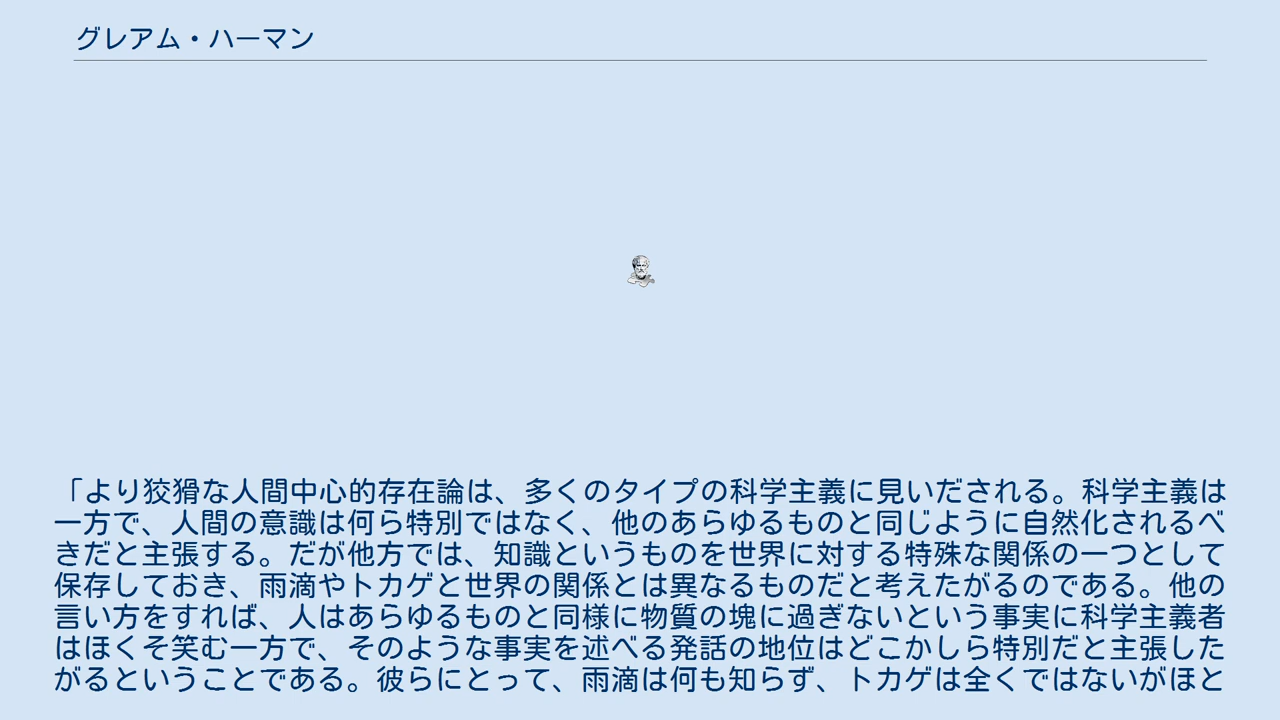 グレアム・ハーマン
「より狡猾な人間中心的存在論は、多くのタイプの科学主義に見いだされる。科学主義は
一方で、人間の意識は何ら特別ではなく、他のあらゆるものと同じように自然化されるべ
きだと主張する。だが他方では、知識というものを世界に対する特殊な関係の一つとして
保存しておき、雨滴やトカゲと世界の関係とは異なるものだと考えたがるのである。他の
言い方をすれば、人はあらゆるものと同様に物質の塊に過ぎないという事実に科学主義者
はほくそ笑む一方で、そのような事実を述べる発話の地位はどこかしら特別だと主張した
がるということである。彼らにとって、雨滴は何も知らず、トカゲは全くではないがほと